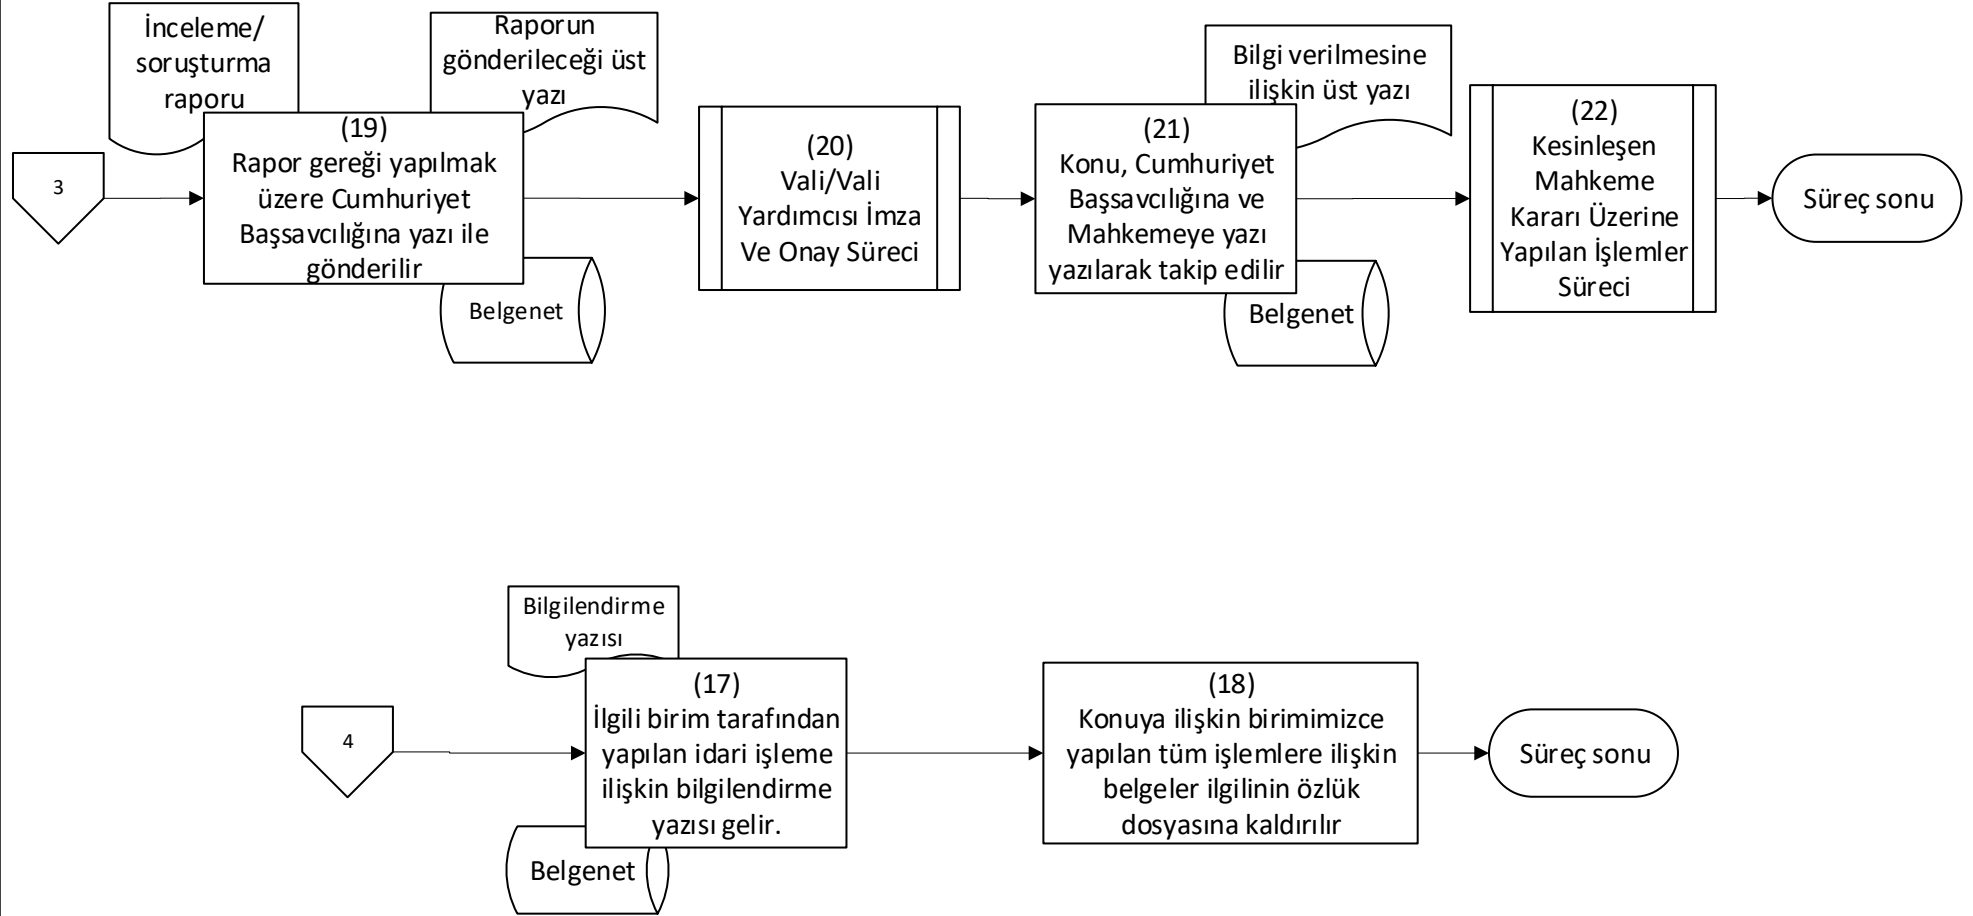 İnceleme/
soruşturma
raporu
Raporun
gönderileceği üst
yazı
3
(19)
Rapor gereği yapılmak
üzere Cumhuriyet
Başsavcılığına yazı ile
gönderilir
Belgenet
(20)
Vali/Vali
Yardımcısı İmza
Ve Onay Süreci
Bilgi verilmesine
ilişkin üst yazı
(21)
Konu, Cumhuriyet
Başsavcılığına ve
Mahkemeye yazı
yazılarak takip edilir
Belgenet
(22)
Kesinleşen
Mahkeme
Kararı Üzerine
Yapılan İşlemler
Süreci
Süreç sonu
4
Bilgilendirme
yazısı
(17)
İlgili birim tarafından
yapılan idari işleme
ilişkin bilgilendirme
yazısı gelir.
Belgenet
(18)
Konuya ilişkin birimimizce
yapılan tüm işlemlere ilişkin
belgeler ilgilinin özlük
dosyasına kaldırılır
Süreç sonu